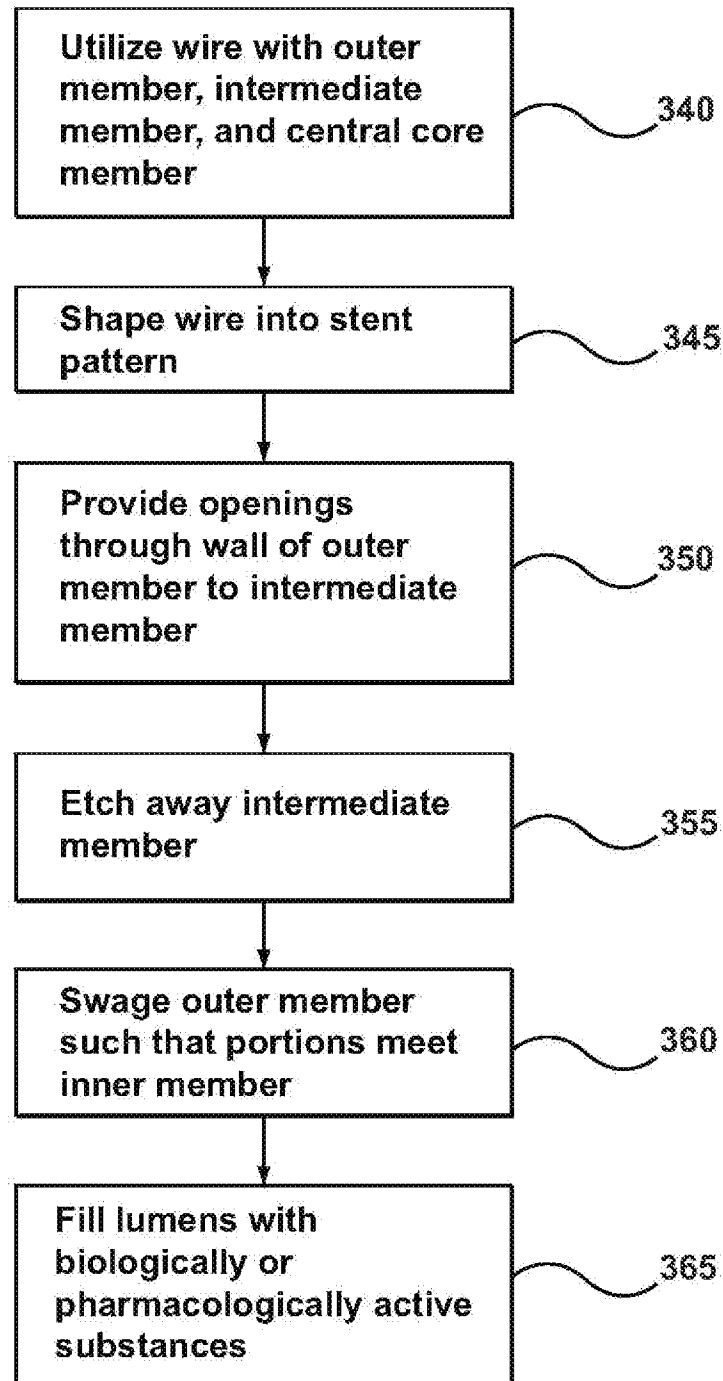 Utilize wire with outer
member, intermediate
member, and central core
member
340
Shape wire into stent
pattern
345
Provide openings
through wall of outer
member to intermediate
member
350
Etch away intermediate
member
355
Swage outer member
such that portions meet
inner member
360
Fill lumens with
biologically or
pharmacologically active
substances
365